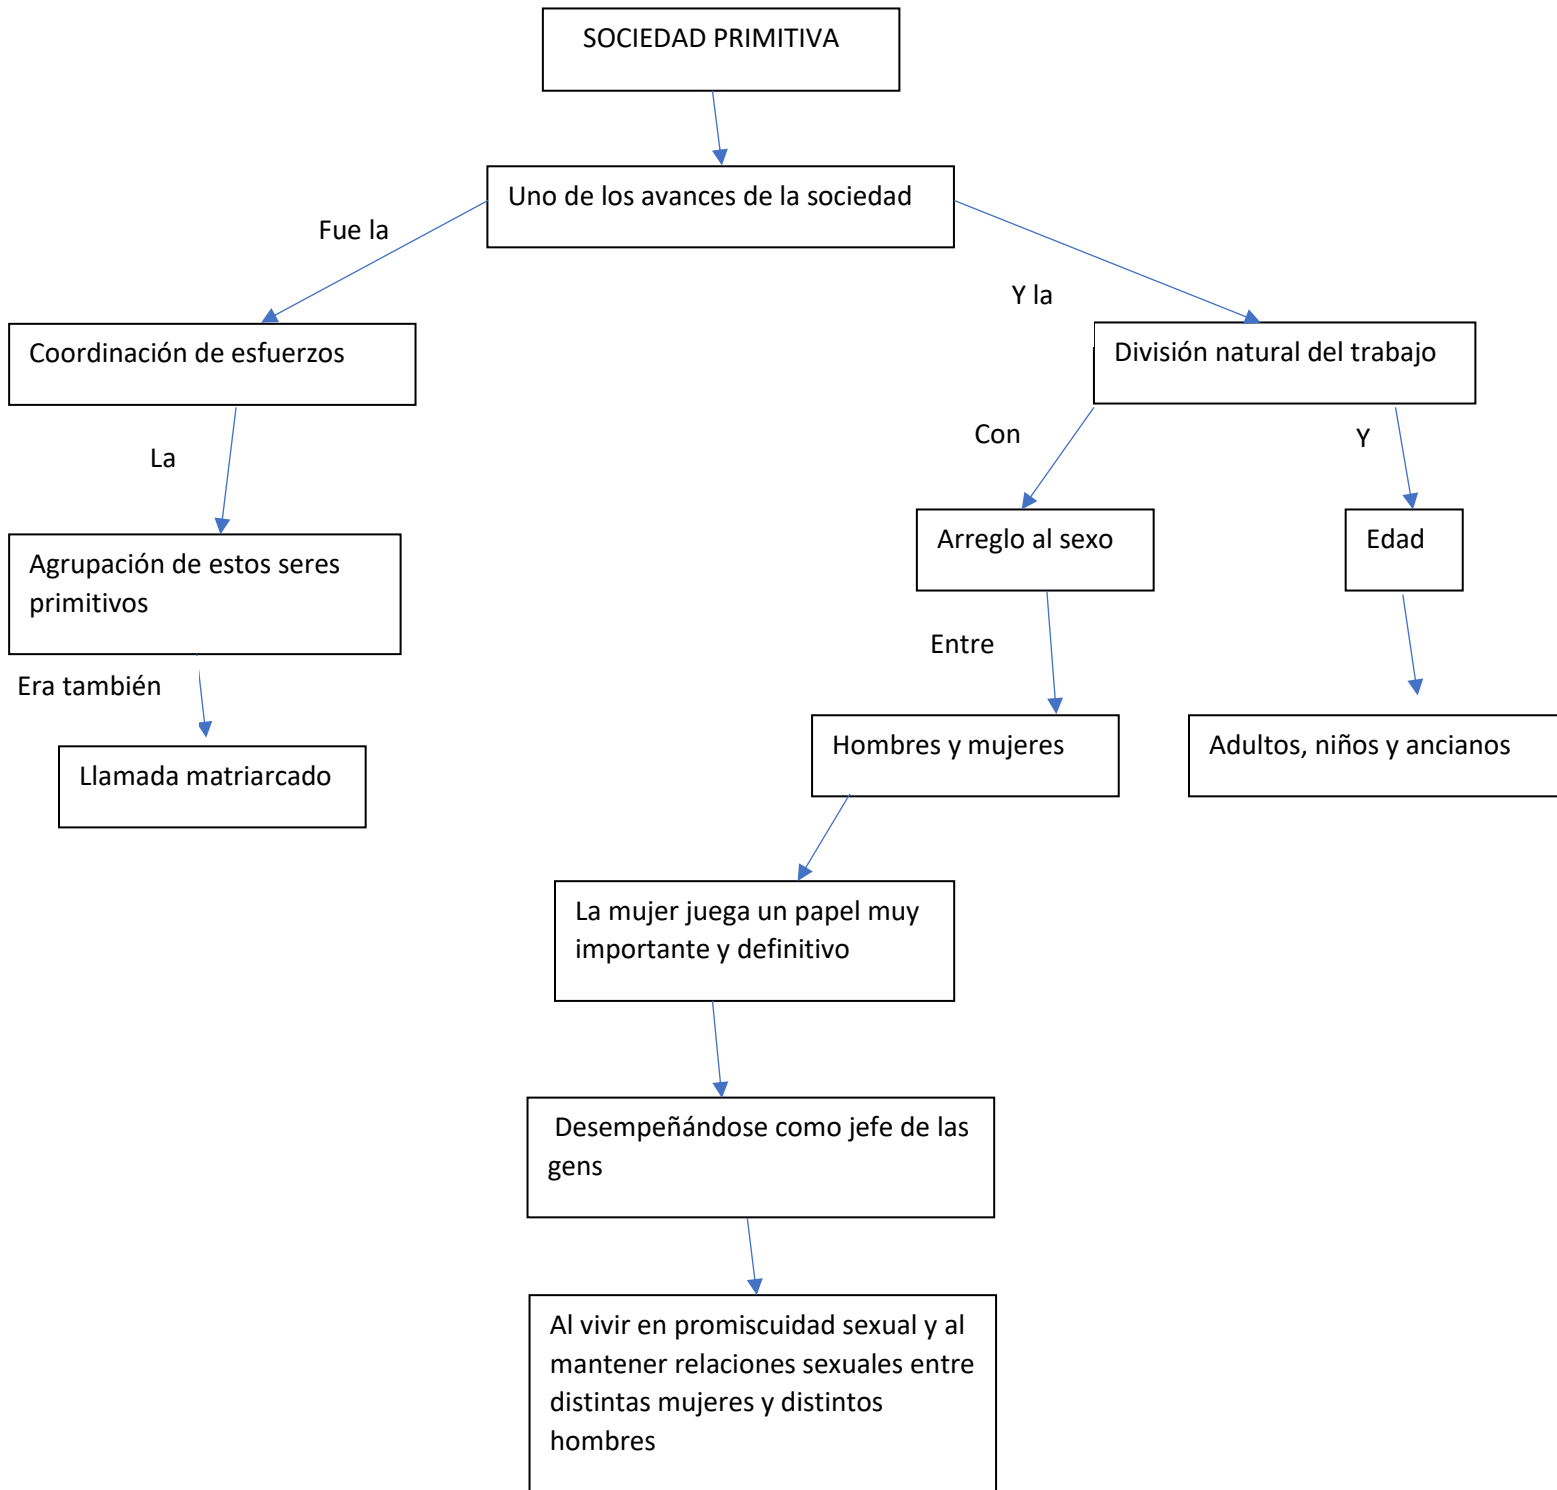 SOCIEDAD PRIMITIVA
Uno de los avances de la sociedad
Fue la
Y la
Coordinación de esfuerzos
División natural del trabajo
La
Con
Y
Agrupación de estos seres
primitivos
Arreglo al sexo
Edad
Era también
Entre
Llamada matriarcado
Hombres y mujeres
Adultos, niños y ancianos
La mujer juega un papel muy
importante y definitivo
Desempeñándose como jefe de las
gens
Al vivir en promiscuidad sexual y al
mantener relaciones sexuales entre
distintas mujeres y distintos
hombres